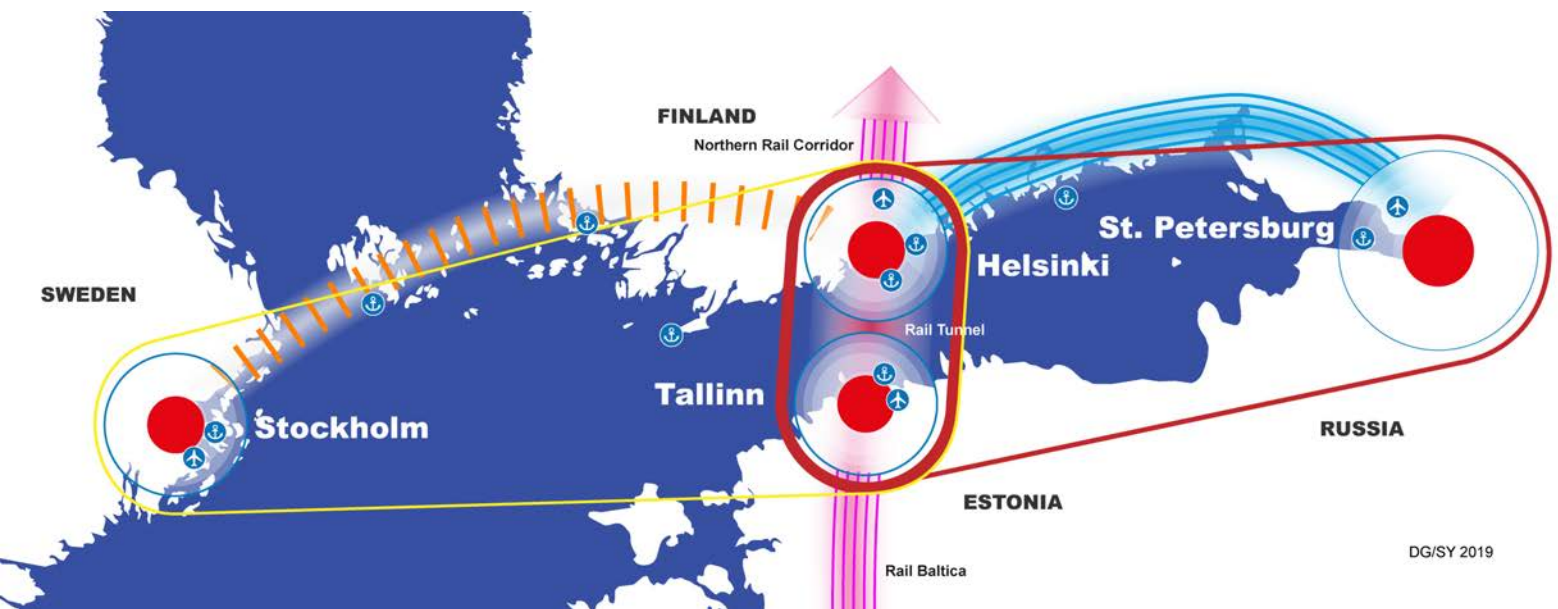 FINLAND
Northern Rail Corridor
St. Petersburg
Helsinki
SWEDEN
Rail Tunnel
Tallinn
Stockholm
RUSSIA
ESTONIA
DG/SY 2019
Rail Baltica